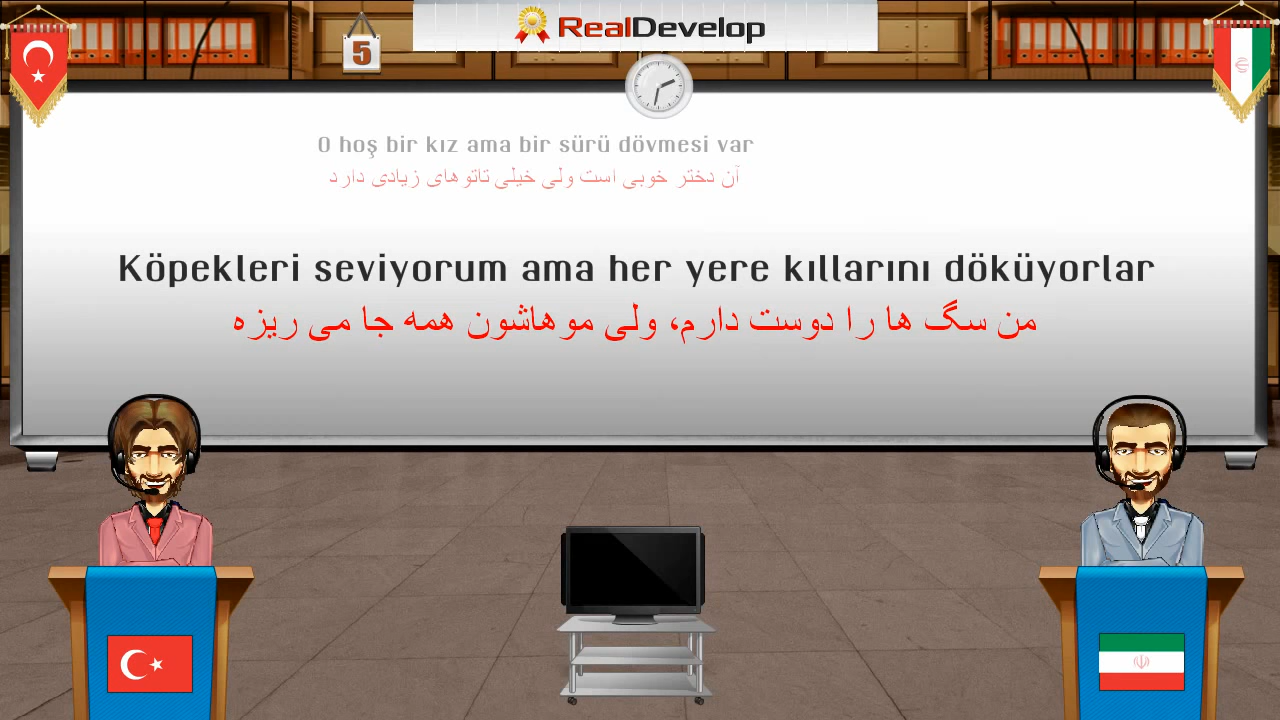 RealDevelop
5
O hoş bir kız ama bir sürü dövmesi var
آن دختر خوبی است ولی خیلی تاتو های زیادی دارد
Köpekleri seviyorum ama her yere kıllarını döküyorlar
من سگ ها را دوست دارم، ولی موهاشون همه جا می ریزه